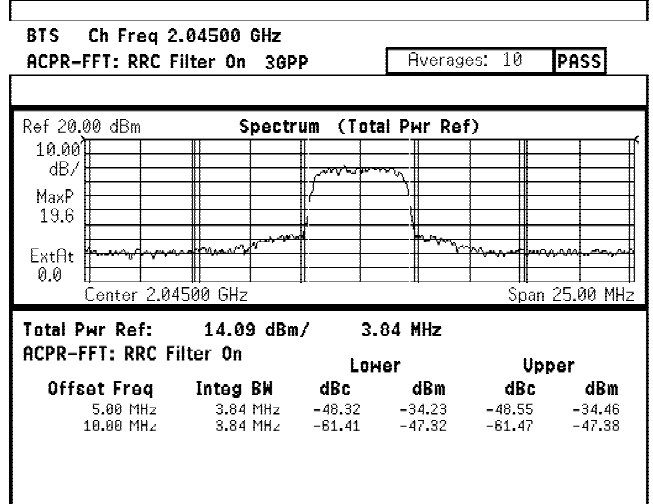 BTS Ch Freq 2.04500 GHz
ACPR-FFT: RRC Filter On 3GPP Averages: 10 PASS
Ref 20.00 dBm Spectrum (Total Pwr Ref)
10.00
dB/
MaxP
19.6
ExtAt
0.0
Center 2.04500 GHz Span 25.00 MHz
Total Pwr Ref: 14.09 dBm/ 3.84 MHz
ACPR-FFT: RRC Filter On
Lower Upper
Offset Freq Integ BW dBc dBm dBc dBm
5.00 MHz 3.84 MHz -48.32 -34.23 -48.55 -34.46
10.00 MHz 3.84 MHz -61.41 -47.32 -61.47 -47.38